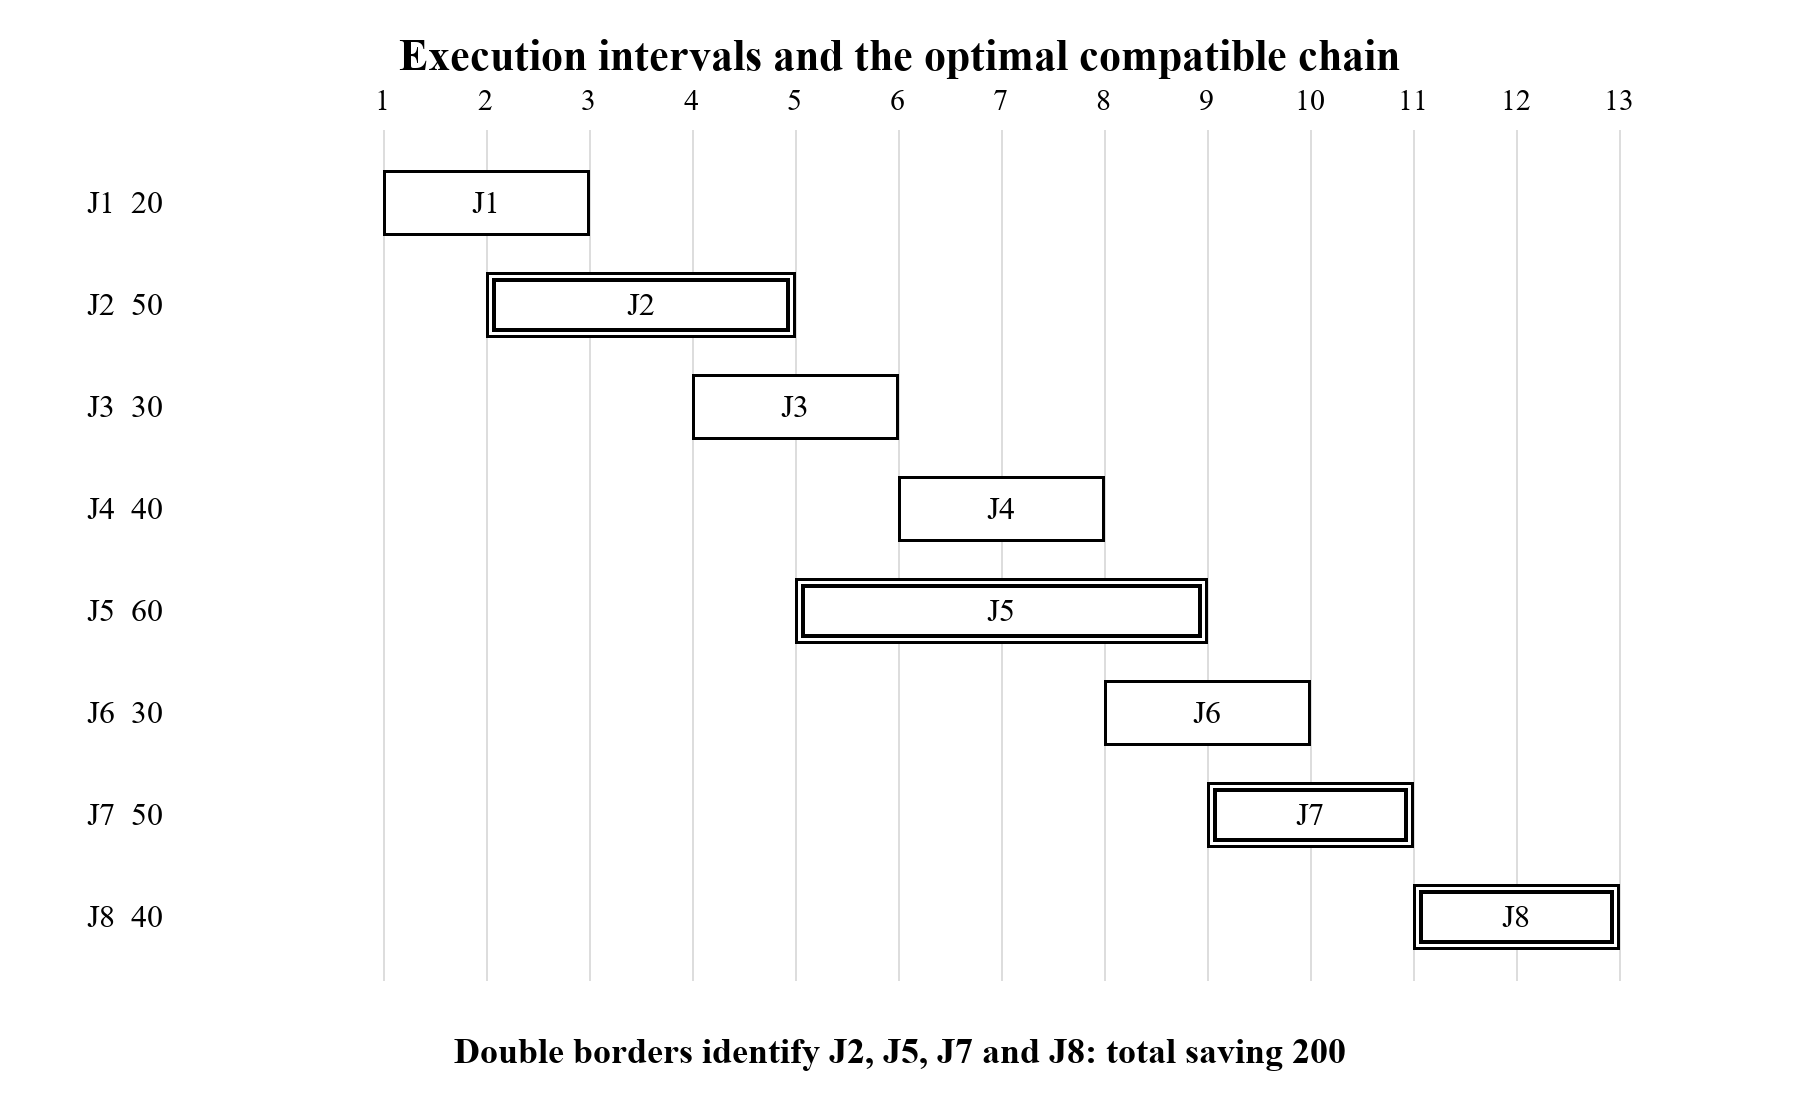 Execution intervals and the optimal compatible chain
1 2 3 4 5 6 7 8 9 10 11 12 13
J1 20 J1
J2 50 J2
J3 30 J3
J4 40 J4
J5 60 J5
J6 30 J6
J7 50 J7
J8 40 J8
Double borders identify J2, J5, J7 and J8: total saving 200